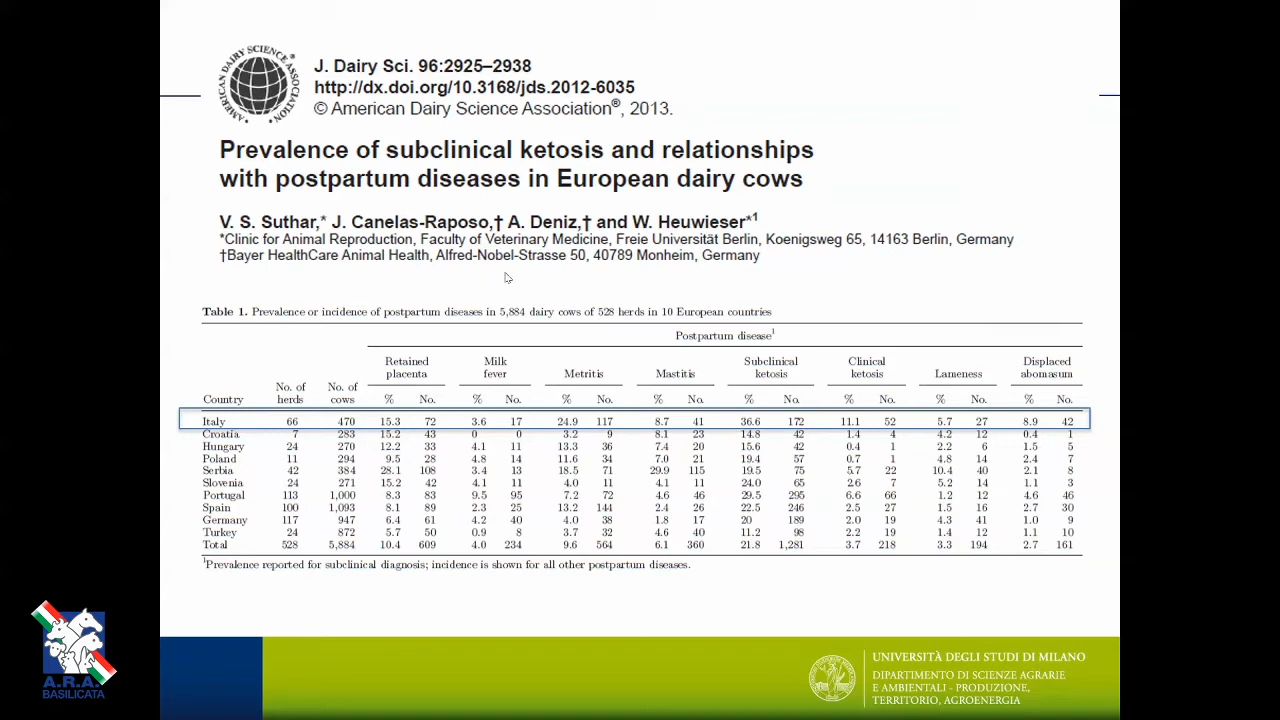 AMERICAN DAIRY SCIENCE ASSOCIATION
J. Dairy Sci. 96:2925–2938
http://dx.doi.org/10.3168/jds.2012-6035
© American Dairy Science Association®, 2013.
Prevalence of subclinical ketosis and relationships
with postpartum diseases in European dairy cows
V. S. Suthar,* J. Canelas-Raposo,† A. Deniz,† and W. Heuwieser*1
*Clinic for Animal Reproduction, Faculty of Veterinary Medicine, Freie Universität Berlin, Koenigsweg 65, 14163 Berlin, Germany
†Bayer HealthCare Animal Health, Alfred-Nobel-Strasse 50, 40789 Monheim, Germany
Table 1. Prevalence or incidence of postpartum diseases in 5,884 dairy cows of 528 herds in 10 European countries
Postpartum disease1
Retained placenta Milk fever Metritis Mastitis Subclinical ketosis Clinical ketosis Lameness Displaced abomasum
Country No. of herds No. of cows % No. % No. % No. % No. % No. % No. % No. % No.
Italy 66 470 15.3 72 3.6 17 24.9 117 8.7 41 36.6 172 11.1 52 5.7 27 8.9 42
Croatia 7 283 15.2 43 0 0 3.2 9 8.1 23 14.8 42 1.4 4 4.2 12 0.4 1
Hungary 24 270 12.2 33 4.1 11 13.3 36 7.4 20 15.6 42 0.4 1 2.2 6 1.5 5
Poland 11 294 9.5 28 4.8 14 11.6 34 7.0 21 19.4 57 0.7 1 4.8 14 2.4 7
Serbia 42 384 28.1 108 3.4 13 18.5 71 29.9 115 19.5 75 5.7 22 10.4 40 2.1 8
Slovenia 24 271 15.2 42 4.1 11 4.0 11 4.1 11 24.0 65 2.6 7 5.2 14 1.1 3
Portugal 113 1,000 8.3 83 9.5 95 7.2 72 4.6 46 29.5 295 6.6 66 1.2 12 4.6 46
Spain 100 1,093 8.1 89 2.3 25 13.2 144 2.4 26 22.5 246 2.5 27 1.5 16 2.7 30
Germany 117 947 6.4 61 4.2 40 4.0 38 1.8 17 20 189 2.0 19 4.3 41 1.0 9
Turkey 24 872 5.7 50 0.9 8 3.7 32 4.6 40 11.2 98 2.2 19 1.4 12 1.1 10
Total 528 5,884 10.4 609 4.0 234 9.6 564 6.1 360 21.8 1,281 3.7 218 3.3 194 2.7 161
1Prevalence reported for subclinical diagnosis; incidence is shown for all other postpartum diseases.
A.R.A.
BASILICATA
UNIVERSITÀ DEGLI STUDI DI MILANO
DIPARTIMENTO DI SCIENZE AGRARIE
E AMBIENTALI - PRODUZIONE,
TERRITORIO, AGROENERGIA